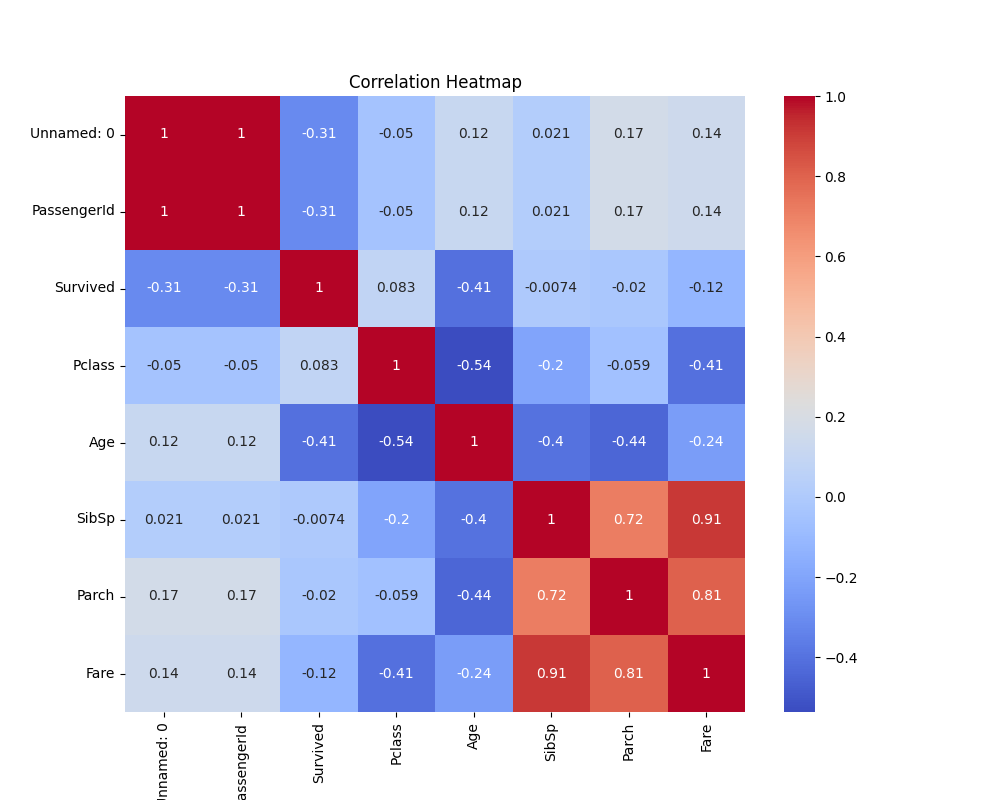 Correlation Heatmap
Unnamed: 0 1 1 -0.31 -0.05 0.12 0.021 0.17 0.14
PassengerId 1 1 -0.31 -0.05 0.12 0.021 0.17 0.14
Survived -0.31 -0.31 1 0.083 -0.41 -0.0074 -0.02 -0.12
Pclass -0.05 -0.05 0.083 1 -0.54 -0.2 -0.059 -0.41
Age 0.12 0.12 -0.41 -0.54 1 -0.4 -0.44 -0.24
SibSp 0.021 0.021 -0.0074 -0.2 -0.4 1 0.72 0.91
Parch 0.17 0.17 -0.02 -0.059 -0.44 0.72 1 0.81
Fare 0.14 0.14 -0.12 -0.41 -0.24 0.91 0.81 1
Unnamed: 0
assengerId
Survived
Pclass
Age
SibSp
Parch
Fare
1.0
0.8
0.6
0.4
0.2
0.0
−0.2
−0.4